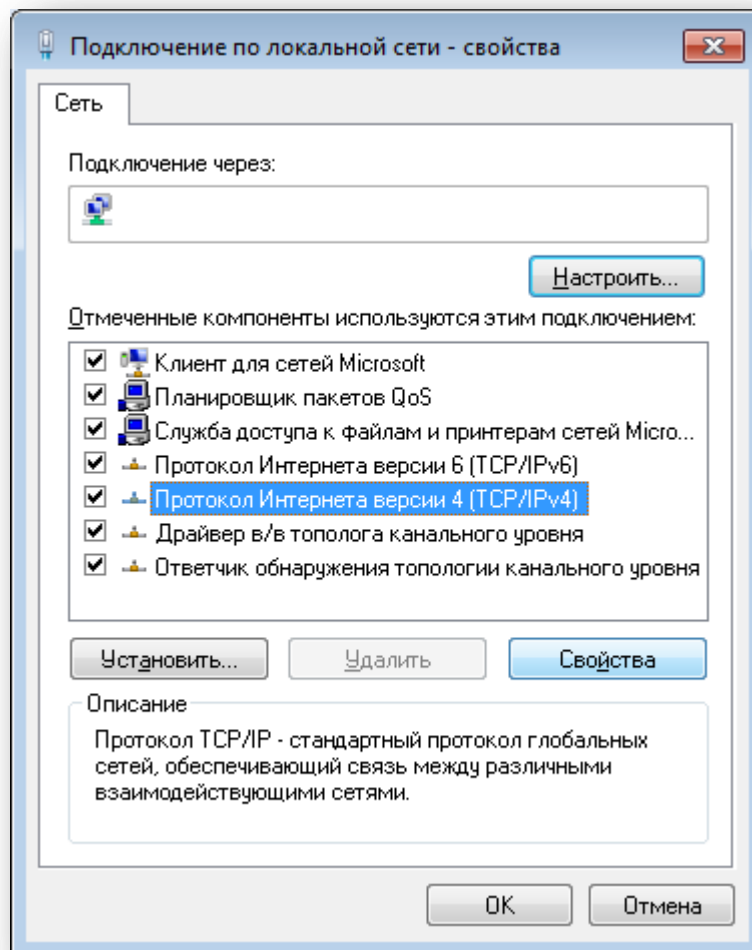 Подключение по локальной сети - свойства
Сеть
Подключение через:
Настроить...
Отмеченные компоненты используются этим подключением:
Клиент для сетей Microsoft
Планировщик пакетов QoS
Служба доступа к файлам и принтерам сетей Micro...
Протокол Интернета версии 6 (TCP/IPv6)
Протокол Интернета версии 4 (TCP/IPv4)
Драйвер в/в тополога канального уровня
Ответчик обнаружения топологии канального уровня
Установить... Удалить Свойства
Описание
Протокол TCP/IP - стандартный протокол глобальных
сетей, обеспечивающий связь между различными
взаимодействующими сетями.
OK Отмена